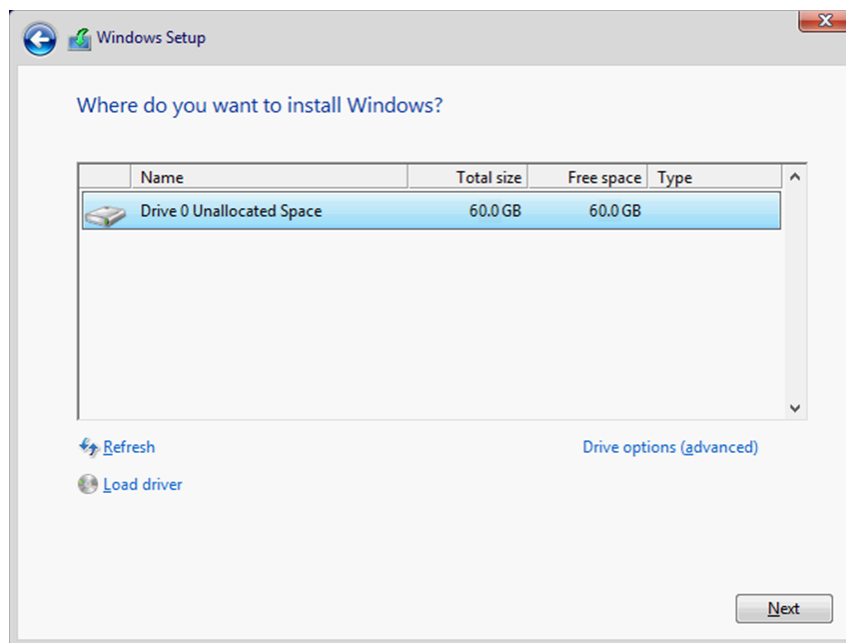 Windows Setup
Where do you want to install Windows?
Name Total size Free space Type
Drive 0 Unallocated Space 60.0 GB 60.0 GB
Refresh Drive options (advanced)
Load driver
Next